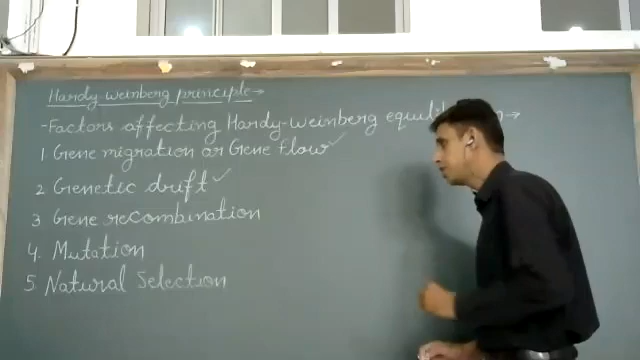 Hardy-weinberg principle→
-Factors affecting Hardy-weinberg →
1 Gene migration or Gene flow ✓
2 Genetic drift ✓
3 Gene recombination
4. Mutation
5. Natural Selection